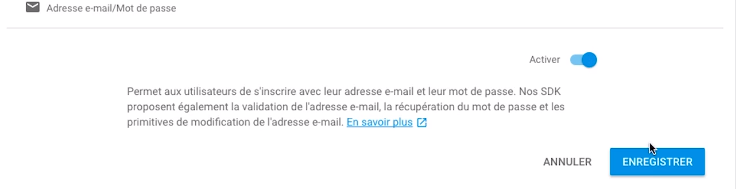 Adresse e-mail/Mot de passe
Activer
Permet aux utilisateurs de s'inscrire avec leur adresse e-mail et leur mot de passe. Nos SDK
proposent également la validation de l'adresse e-mail, la récupération du mot de passe et les
primitives de modification de l'adresse e-mail. En savoir plus
ANNULER ENREGISTRER